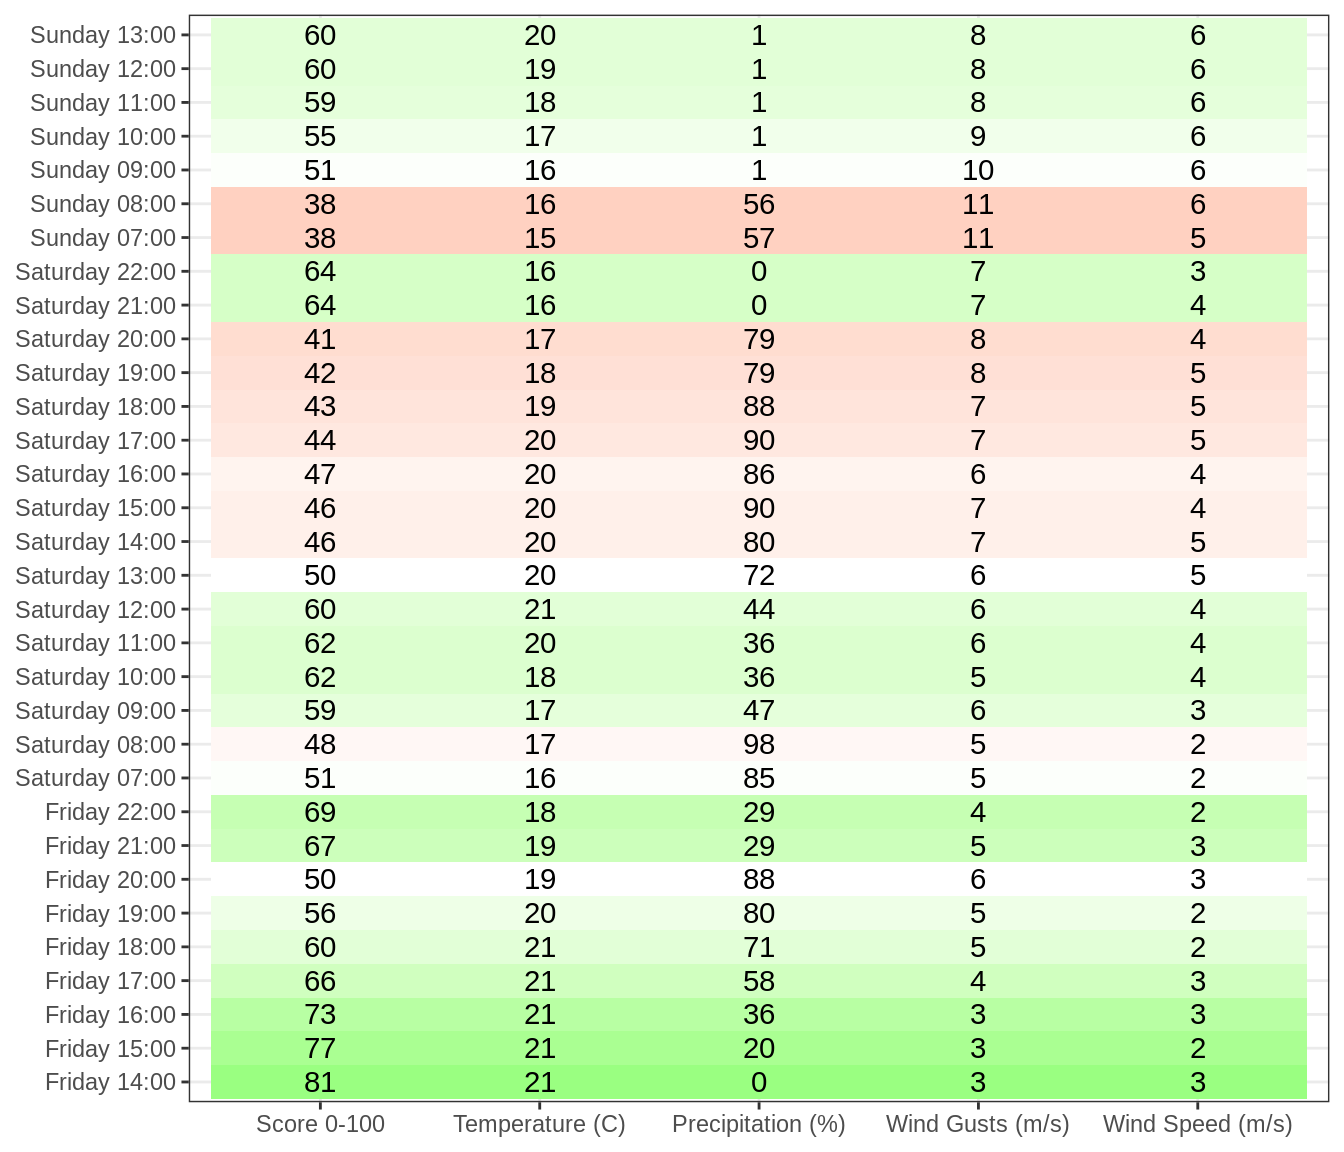 Sunday 13:00 60 20 1 8 6
Sunday 12:00 60 19 1 8 6
Sunday 11:00 59 18 1 8 6
Sunday 10:00 55 17 1 9 6
Sunday 09:00 51 16 1 10 6
Sunday 08:00 38 16 56 11 6
Sunday 07:00 38 15 57 11 5
Saturday 22:00 64 16 0 7 3
Saturday 21:00 64 16 0 7 4
Saturday 20:00 41 17 79 8 4
Saturday 19:00 42 18 79 8 5
Saturday 18:00 43 19 88 7 5
Saturday 17:00 44 20 90 7 5
Saturday 16:00 47 20 86 6 4
Saturday 15:00 46 20 90 7 4
Saturday 14:00 46 20 80 7 5
Saturday 13:00 50 20 72 6 5
Saturday 12:00 60 21 44 6 4
Saturday 11:00 62 20 36 6 4
Saturday 10:00 62 18 36 5 4
Saturday 09:00 59 17 47 6 3
Saturday 08:00 48 17 98 5 2
Saturday 07:00 51 16 85 5 2
Friday 22:00 69 18 29 4 2
Friday 21:00 67 19 29 5 3
Friday 20:00 50 19 88 6 3
Friday 19:00 56 20 80 5 2
Friday 18:00 60 21 71 5 2
Friday 17:00 66 21 58 4 3
Friday 16:00 73 21 36 3 3
Friday 15:00 77 21 20 3 2
Friday 14:00 81 21 0 3 3
Score 0-100 Temperature (C) Precipitation (%) Wind Gusts (m/s) Wind Speed (m/s)